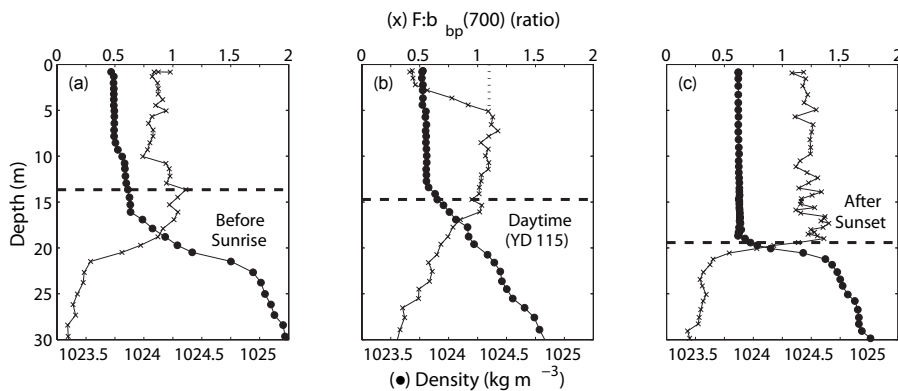 (x) F:b bp(700) (ratio)
0 0.5 1 1.5 2
0 0.5 1 1.5 2
0 0.5 1 1.5 2
0
5
10
15
20
25
30
Depth (m)
(a)
Before
Sunrise
(b)
Daytime
(YD 115)
(c)
After
Sunset
1023.5 1024 1024.5 1025
1023.5 1024 1024.5 1025
1023.5 1024 1024.5 1025
(●) Density (kg m −3)